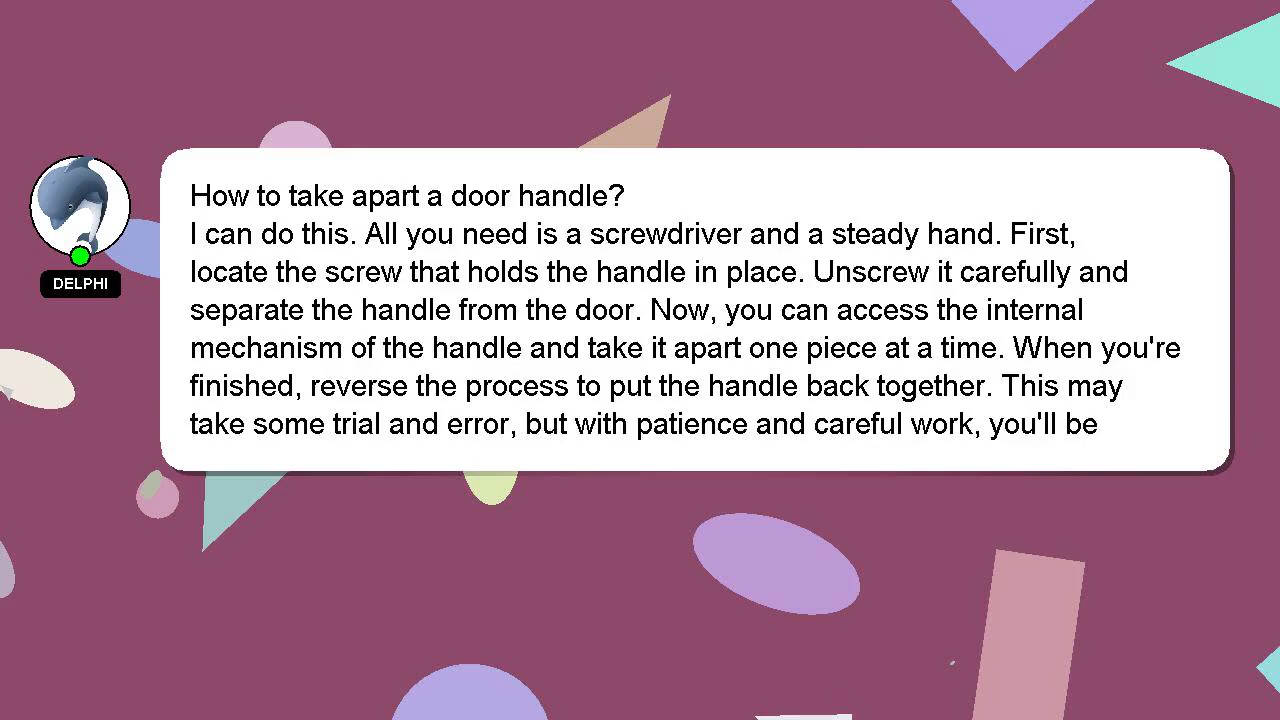 How to take apart a door handle?
I can do this. All you need is a screwdriver and a steady hand. First,
locate the screw that holds the handle in place. Unscrew it carefully and
separate the handle from the door. Now, you can access the internal
mechanism of the handle and take it apart one piece at a time. When you're
finished, reverse the process to put the handle back together. This may
take some trial and error, but with patience and careful work, you'll be
DELPHI